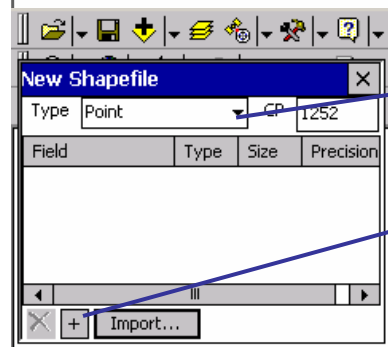 New Shapefile
Type Point CP 1252
Field Type Size Precision
Import...